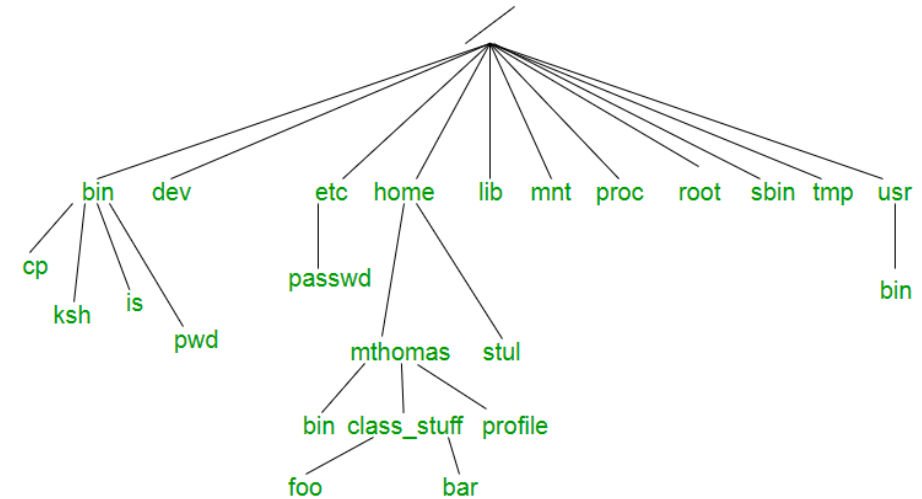 /
bin dev etc home lib mnt proc root sbin tmp usr
cp
ksh
is
pwd
passwd
bin
mthomas stul
bin class_stuff profile
foo bar